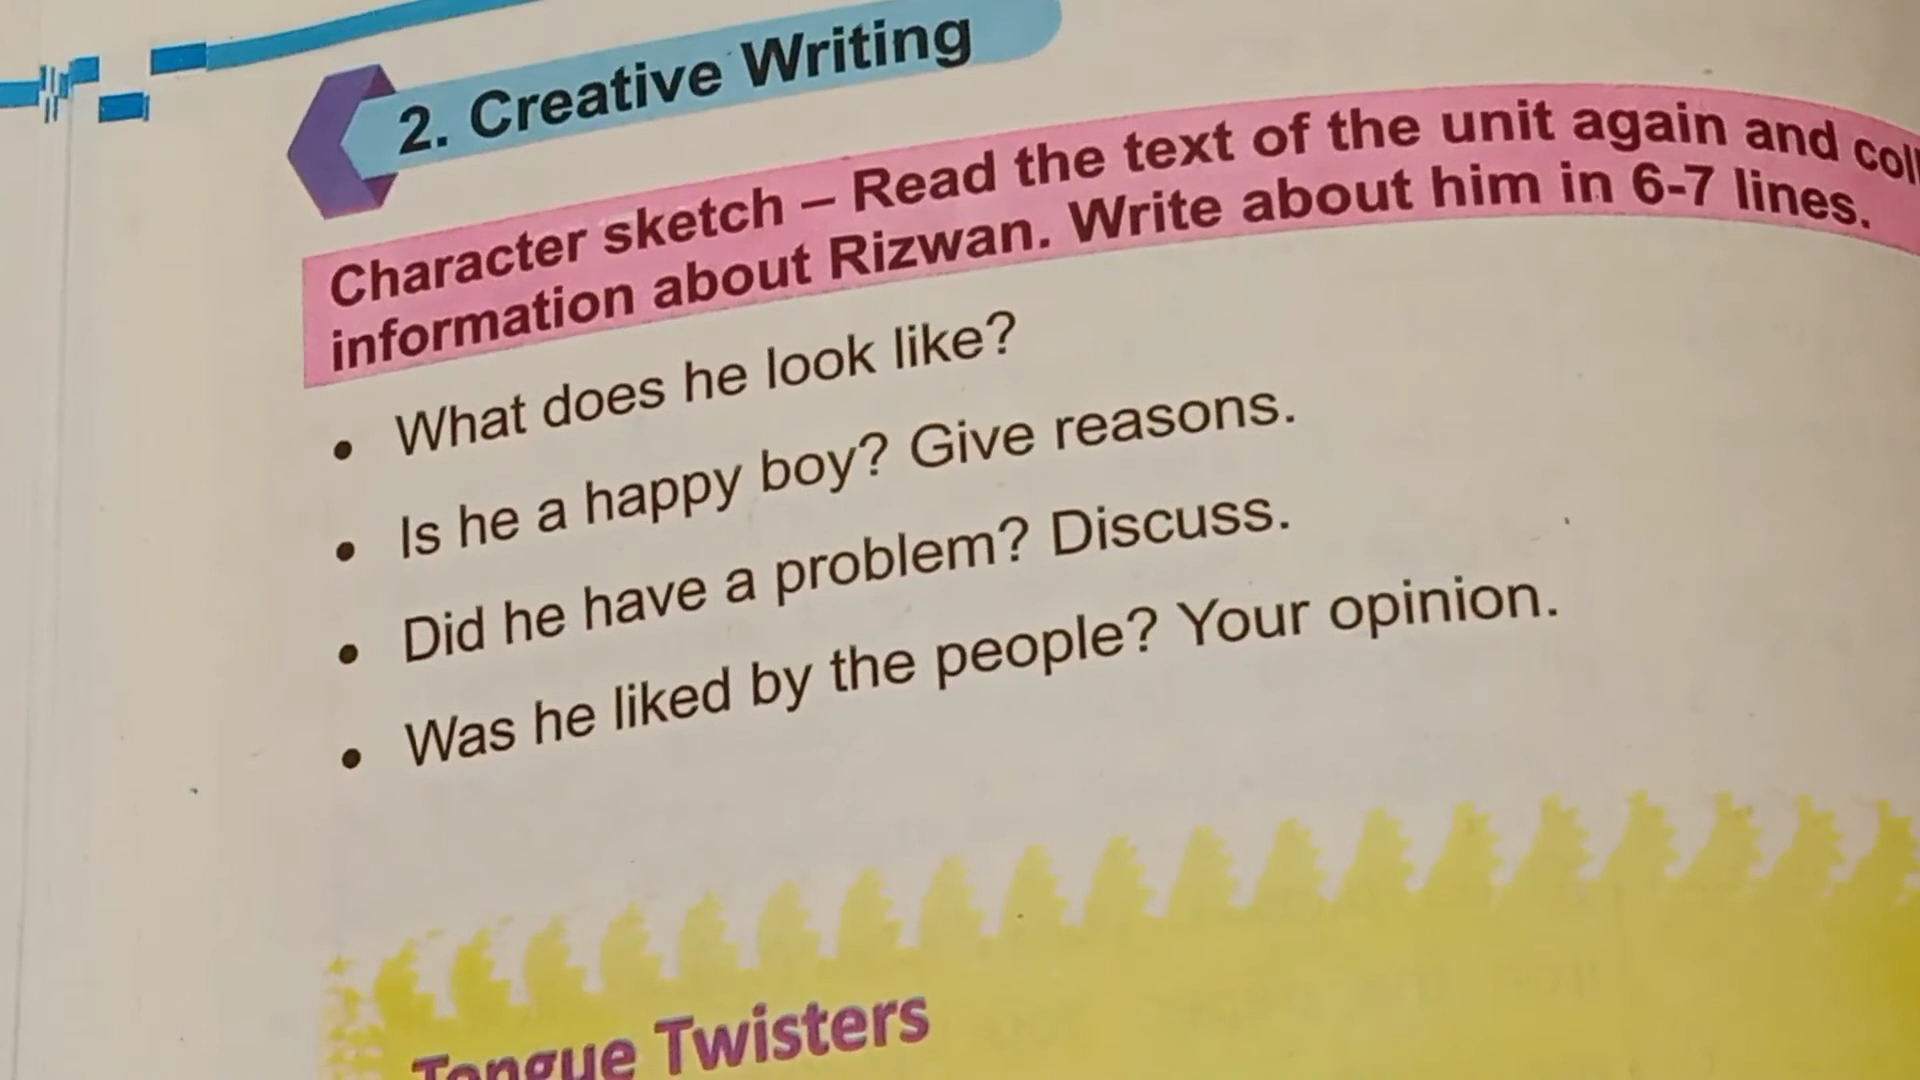 2. Creative Writing
Character sketch – Read the text of the unit again and coll
information about Rizwan. Write about him in 6-7 lines.
• What does he look like?
• Is he a happy boy? Give reasons.
• Did he have a problem? Discuss.
• Was he liked by the people? Your opinion.
Tongue Twisters